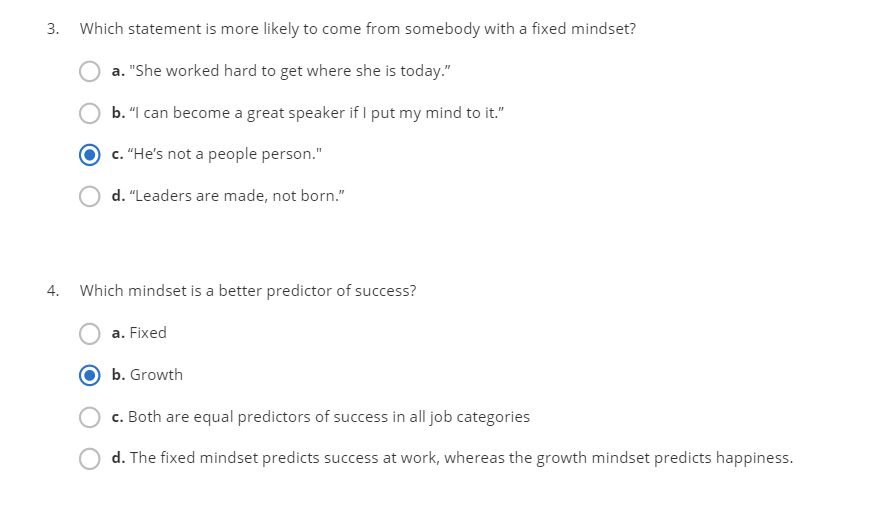 3. Which statement is more likely to come from somebody with a fixed mindset?
a. "She worked hard to get where she is today.”
b. “I can become a great speaker if I put my mind to it.”
c. “He’s not a people person."
d. “Leaders are made, not born.”
4. Which mindset is a better predictor of success?
a. Fixed
b. Growth
c. Both are equal predictors of success in all job categories
d. The fixed mindset predicts success at work, whereas the growth mindset predicts happiness.